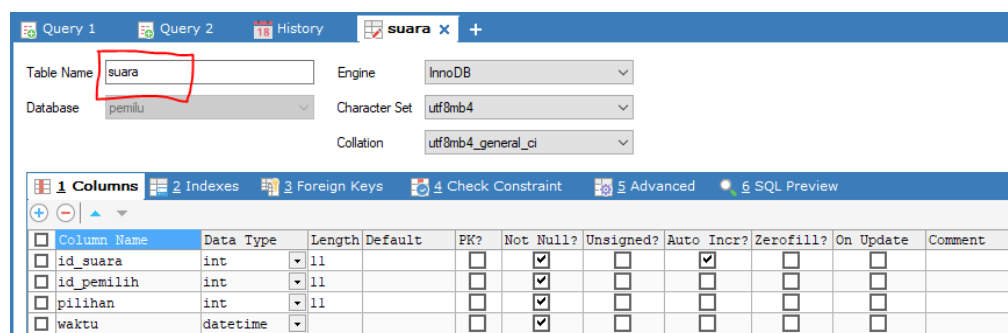 Query 1 Query 2 18 History suara × +
Table Name suara Engine InnoDB
Database pemilu Character Set utf8mb4
Collation utf8mb4_general_ci
1 Columns 2 Indexes 3 Foreign Keys 4 Check Constraint 5 Advanced 6 SQL Preview
Column Name Data Type Length Default PK? Not Null? Unsigned? Auto Incr? Zerofill? On Update Comment
id_suara int 11
id_pemilih int 11
pilihan int 11
waktu datetime